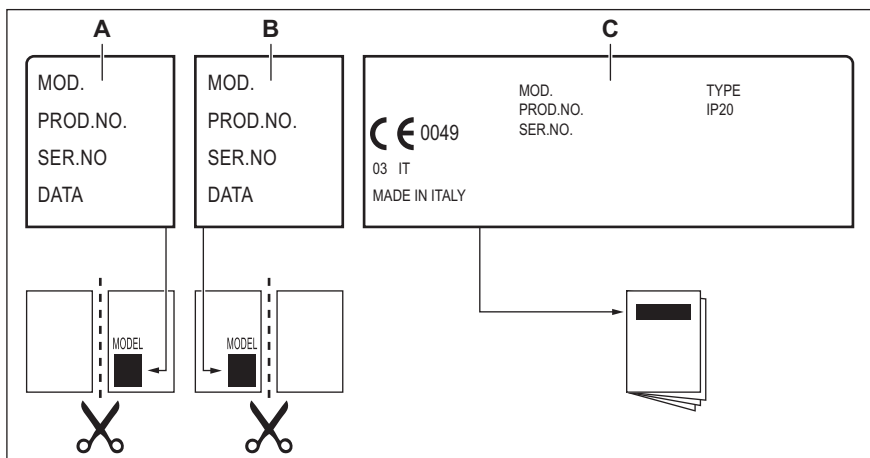 A
B
C
MOD.
PROD.NO.
SER.NO
DATA
MOD.
PROD.NO.
SER.NO
DATA
MOD.
PROD.NO.
SER.NO.
TYPE
IP20
CE 0049
03 IT
MADE IN ITALY
MODEL
MODEL